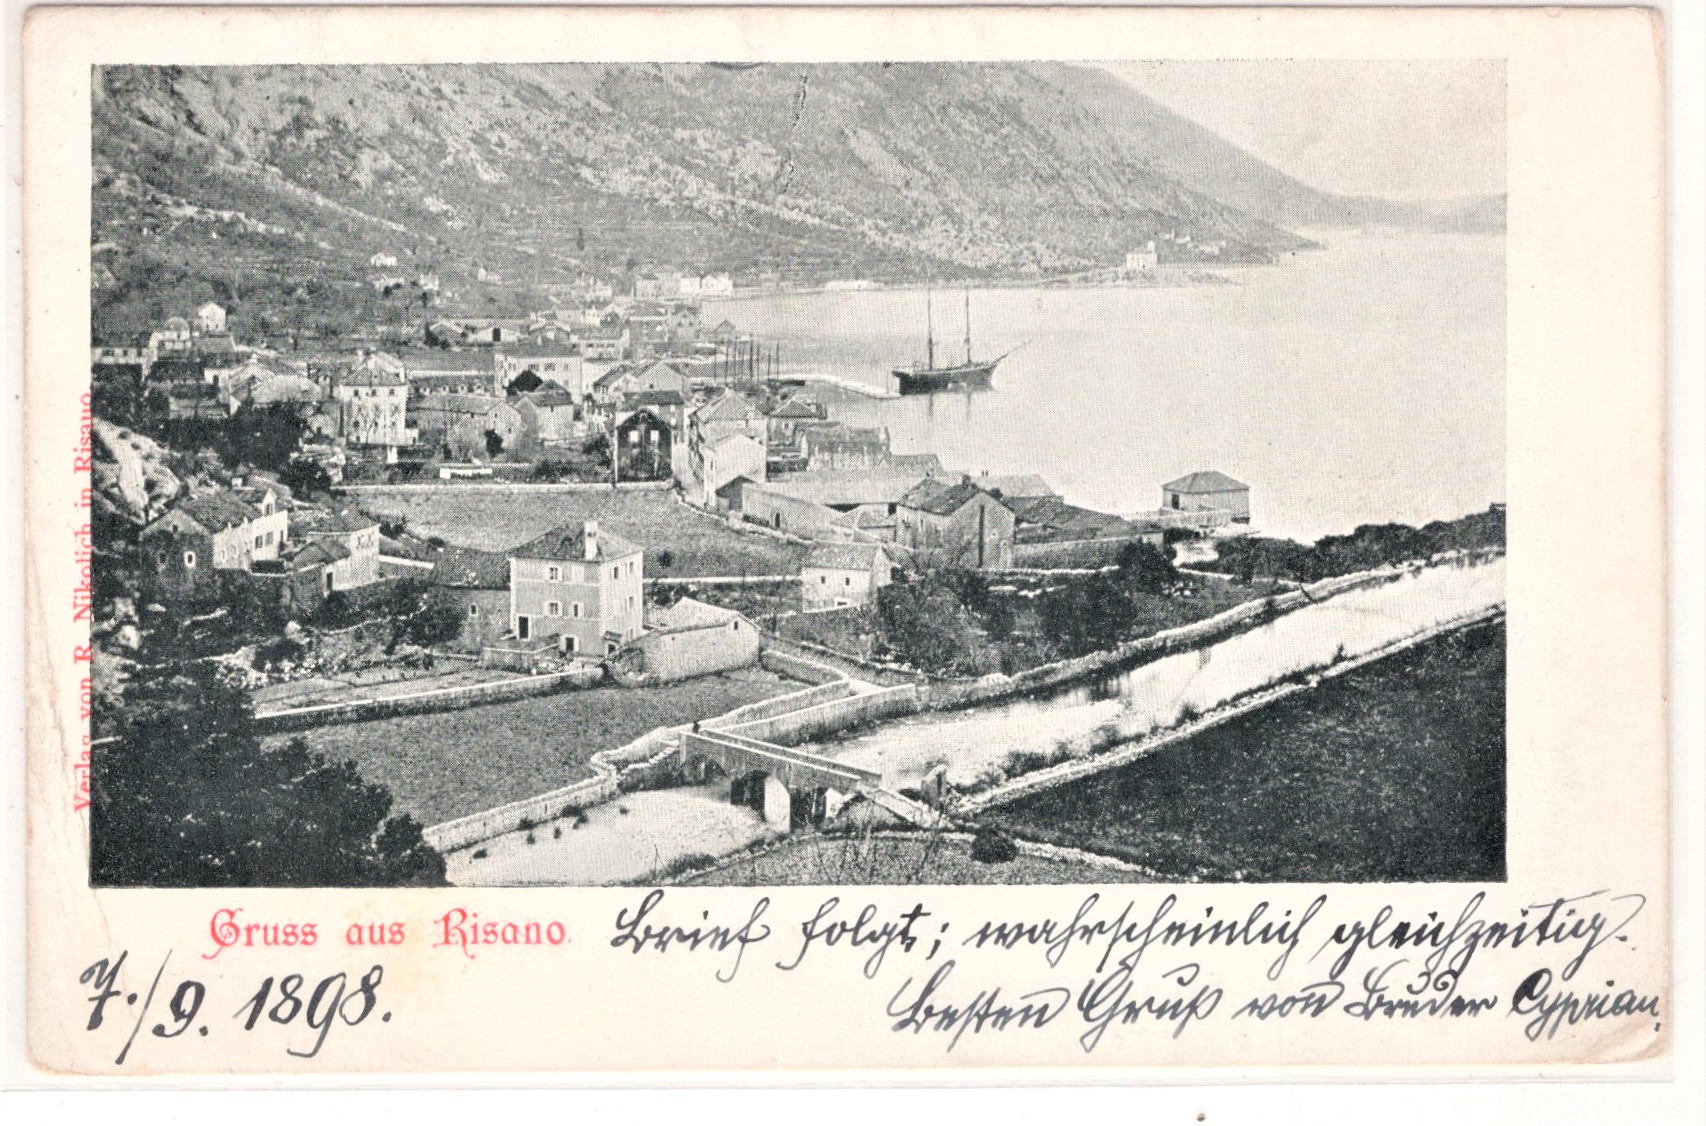 Verlag von R. Nikolich in Risano
Gruss aus Risano.
Brief folgt; wahrscheinlich gleichzeitig.
7./9. 1898.
Besten Gruß von Bruder Cyprian.